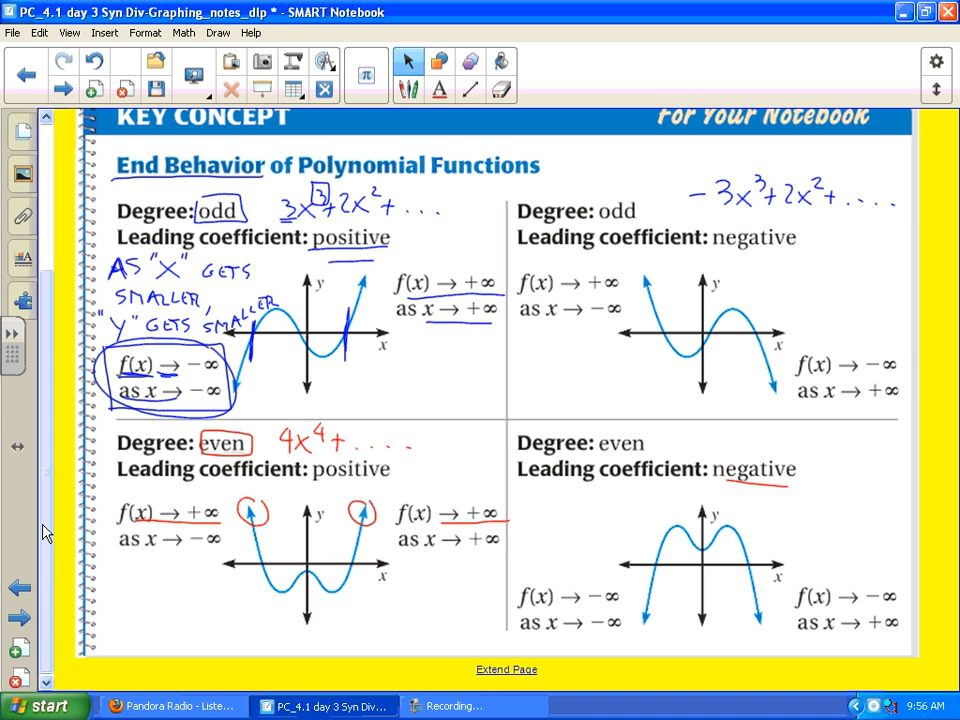 PC_4.1 day 3 Syn Div-Graphing_notes_dlp * - SMART Notebook
File Edit View Insert Format Math Draw Help
π
A
KEY CONCEPT
For Your Notebook
End Behavior of Polynomial Functions
Degree: odd
3x³+2x²+ ...
Leading coefficient: positive
AS "X" GETS
SMALLER,
"Y" GETS SMALLER
f(x) → −∞
as x → −∞
y
x
f(x) → +∞
as x → +∞
−3x³+2x²+ ....
Degree: odd
Leading coefficient: negative
f(x) → +∞
as x → −∞
y
x
f(x) → −∞
as x → +∞
Degree: even
4x⁴+ ....
Leading coefficient: positive
f(x) → +∞
as x → −∞
y
x
f(x) → +∞
as x → +∞
Degree: even
Leading coefficient: negative
f(x) → −∞
as x → −∞
y
x
f(x) → −∞
as x → +∞
Extend Page
start
Pandora Radio - Liste...
PC_4.1 day 3 Syn Div...
Recording...
9:56 AM